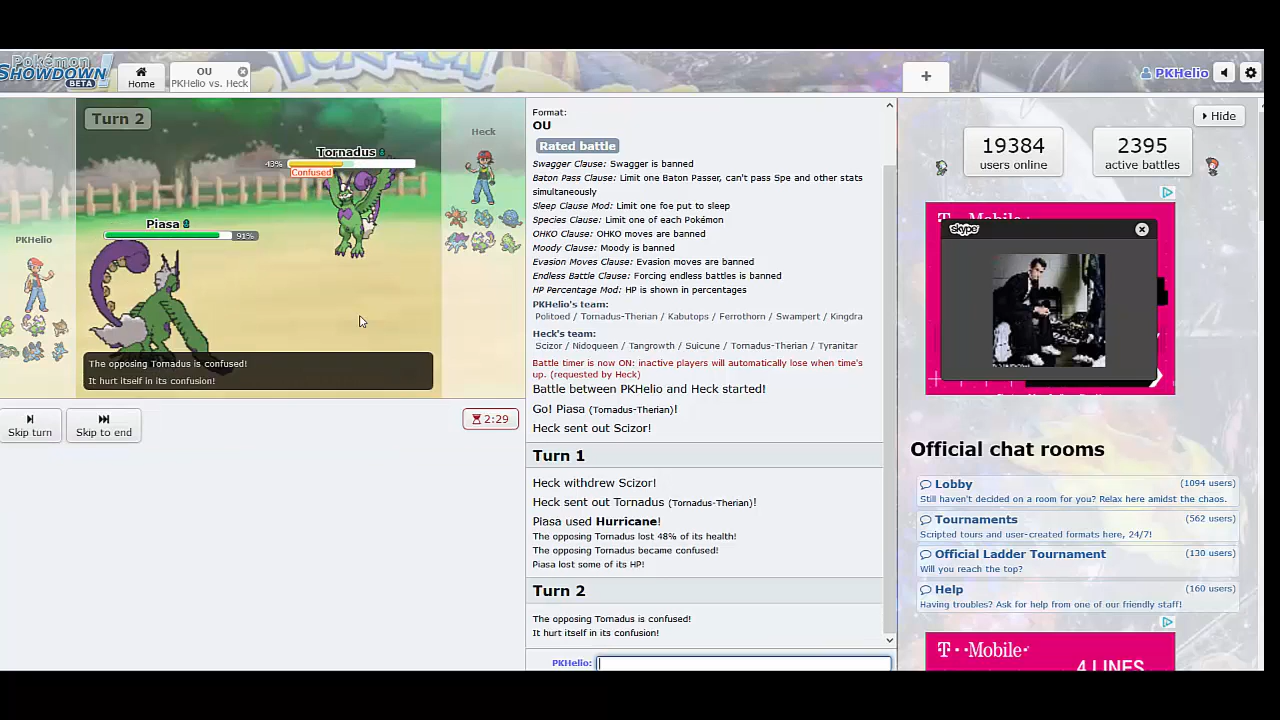 Pokémon
SHOWDOWN!
BETA
Home
OU
PKHelio vs. Heck
+
PKHelio
Turn 2
Tornadus
43%
Confused
Piasa
91%
PKHelio
Heck
The opposing Tornadus is confused!
It hurt itself in its confusion!
Skip turn
Skip to end
2:29
Format:
OU
Rated battle
Swagger Clause: Swagger is banned
Baton Pass Clause: Limit one Baton Passer, can't pass Spe and other stats
simultaneously
Sleep Clause Mod: Limit one foe put to sleep
Species Clause: Limit one of each Pokémon
OHKO Clause: OHKO moves are banned
Moody Clause: Moody is banned
Evasion Moves Clause: Evasion moves are banned
Endless Battle Clause: Forcing endless battles is banned
HP Percentage Mod: HP is shown in percentages
PKHelio's team:
Politoed / Tornadus-Therian / Kabutops / Ferrothorn / Swampert / Kingdra
Heck's team:
Scizor / Nidoqueen / Tangrowth / Suicune / Tornadus-Therian / Tyranitar
Battle timer is now ON: inactive players will automatically lose when time's
up. (requested by Heck)
Battle between PKHelio and Heck started!
Go! Piasa (Tornadus-Therian)!
Heck sent out Scizor!
Turn 1
Heck withdrew Scizor!
Heck sent out Tornadus (Tornadus-Therian)!
Piasa used Hurricane!
The opposing Tornadus lost 48% of its health!
The opposing Tornadus became confused!
Piasa lost some of its HP!
Turn 2
The opposing Tornadus is confused!
It hurt itself in its confusion!
PKHelio:
Hide
19384
users online
2395
active battles
skype
Official chat rooms
Lobby (1094 users)
Still haven't decided on a room for you? Relax here amidst the chaos.
Tournaments (562 users)
Scripted tours and user-created formats here, 24/7!
Official Ladder Tournament (130 users)
Will you reach the top?
Help (160 users)
Having troubles? Ask for help from one of our friendly staff!
T··Mobile·
4 LINES